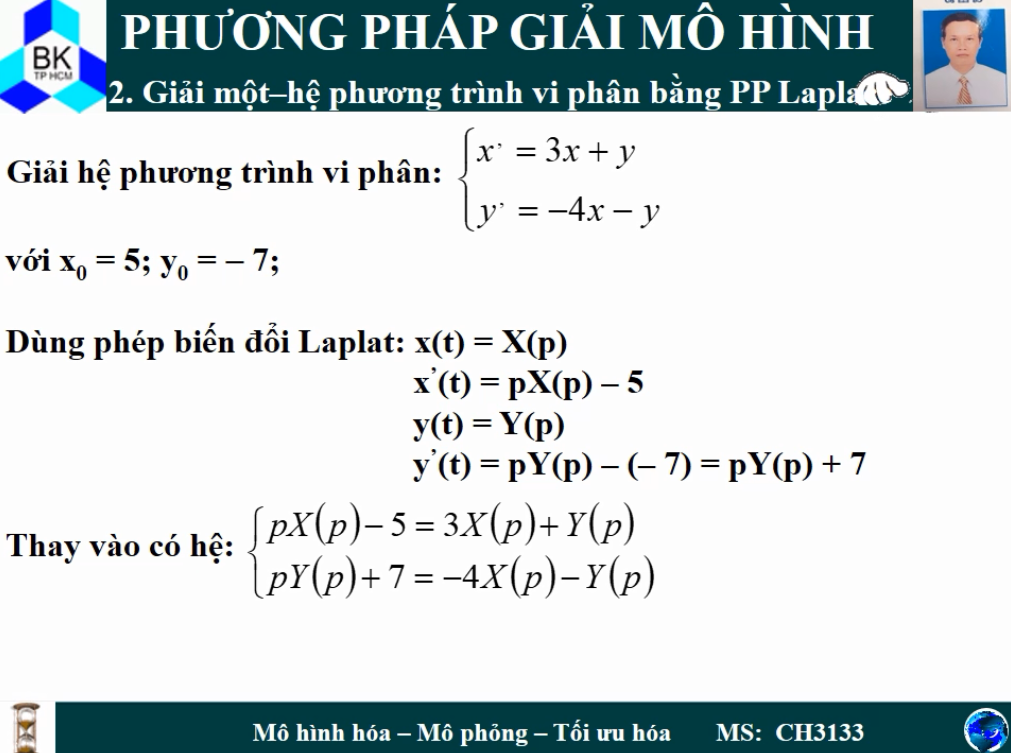 BK
TP HCM
PHƯƠNG PHÁP GIẢI MÔ HÌNH
2. Giải một–hệ phương trình vi phân bằng PP
Giải hệ phương trình vi phân: { x’ = 3x + y
y’ = −4x − y
với x₀ = 5; y₀ = – 7;
Dùng phép biến đổi Laplat: x(t) = X(p)
x’(t) = pX(p) – 5
y(t) = Y(p)
y’(t) = pY(p) – (– 7) = pY(p) + 7
Thay vào có hệ: { pX(p) − 5 = 3X(p) + Y(p)
pY(p) + 7 = −4X(p) − Y(p)
Mô hình hóa – Mô phỏng – Tối ưu hóa MS: CH3133